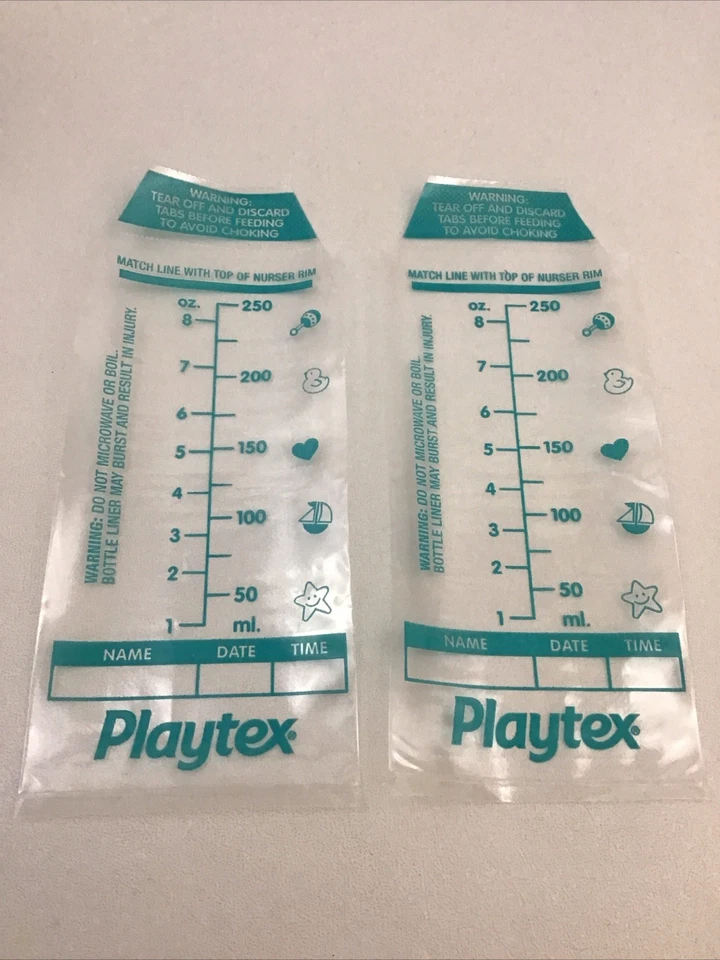 WARNING:
TEAR OFF AND DISCARD
TABS BEFORE FEEDING
TO AVOID CHOKING
MATCH LINE WITH TOP OF NURSER RIM
WARNING: DO NOT MICROWAVE OR BOIL.
BOTTLE LINER MAY BURST AND RESULT IN INJURY.
oz. 250
8
7 200
6
5 150
4
3 100
2
50
1 ml.
NAME DATE TIME
Playtex®
WARNING:
TEAR OFF AND DISCARD
TABS BEFORE FEEDING
TO AVOID CHOKING
MATCH LINE WITH TOP OF NURSER RIM
WARNING: DO NOT MICROWAVE OR BOIL.
BOTTLE LINER MAY BURST AND RESULT IN INJURY.
oz. 250
8
7 200
6
5 150
4
3 100
2
50
1 ml.
NAME DATE TIME
Playtex®